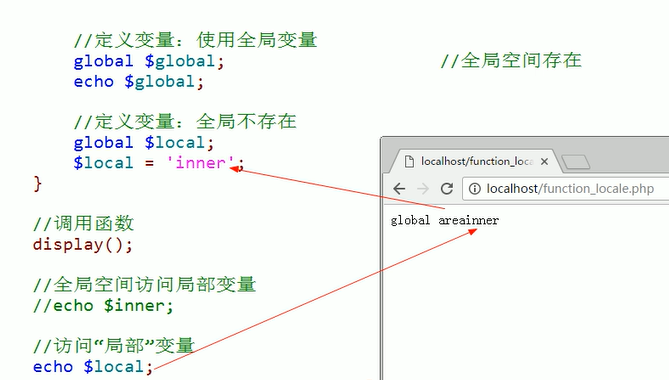 //定义变量：使用全局变量
global $global; //全局空间存在
echo $global;
//定义变量：全局不存在
global $local;
$local = 'inner';
}
//调用函数
display();
//全局空间访问局部变量
//echo $inner;
//访问“局部”变量
echo $local;
localhost/function_loca
localhost/function_locale.php
global areainner